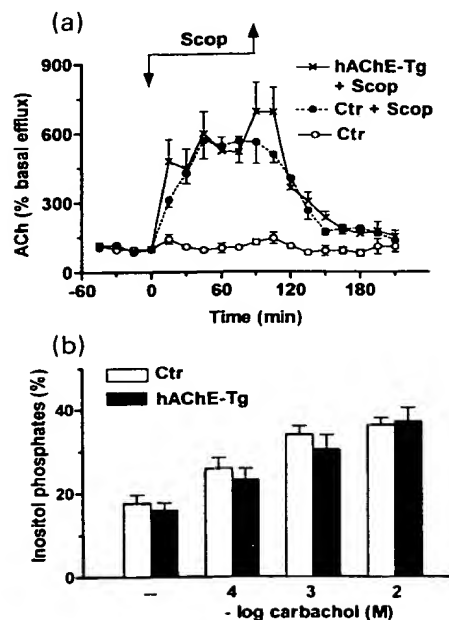 (a)
Scop
900
600
300
0
ACh (% basal efflux)
hAChE-Tg
+ Scop
Ctr + Scop
Ctr
-60 0 60 120 180
Time (min)
(b)
Ctr
hAChE-Tg
40
20
0
Inositol phosphates (%)
– 4 3 2
- log carbachol (M)